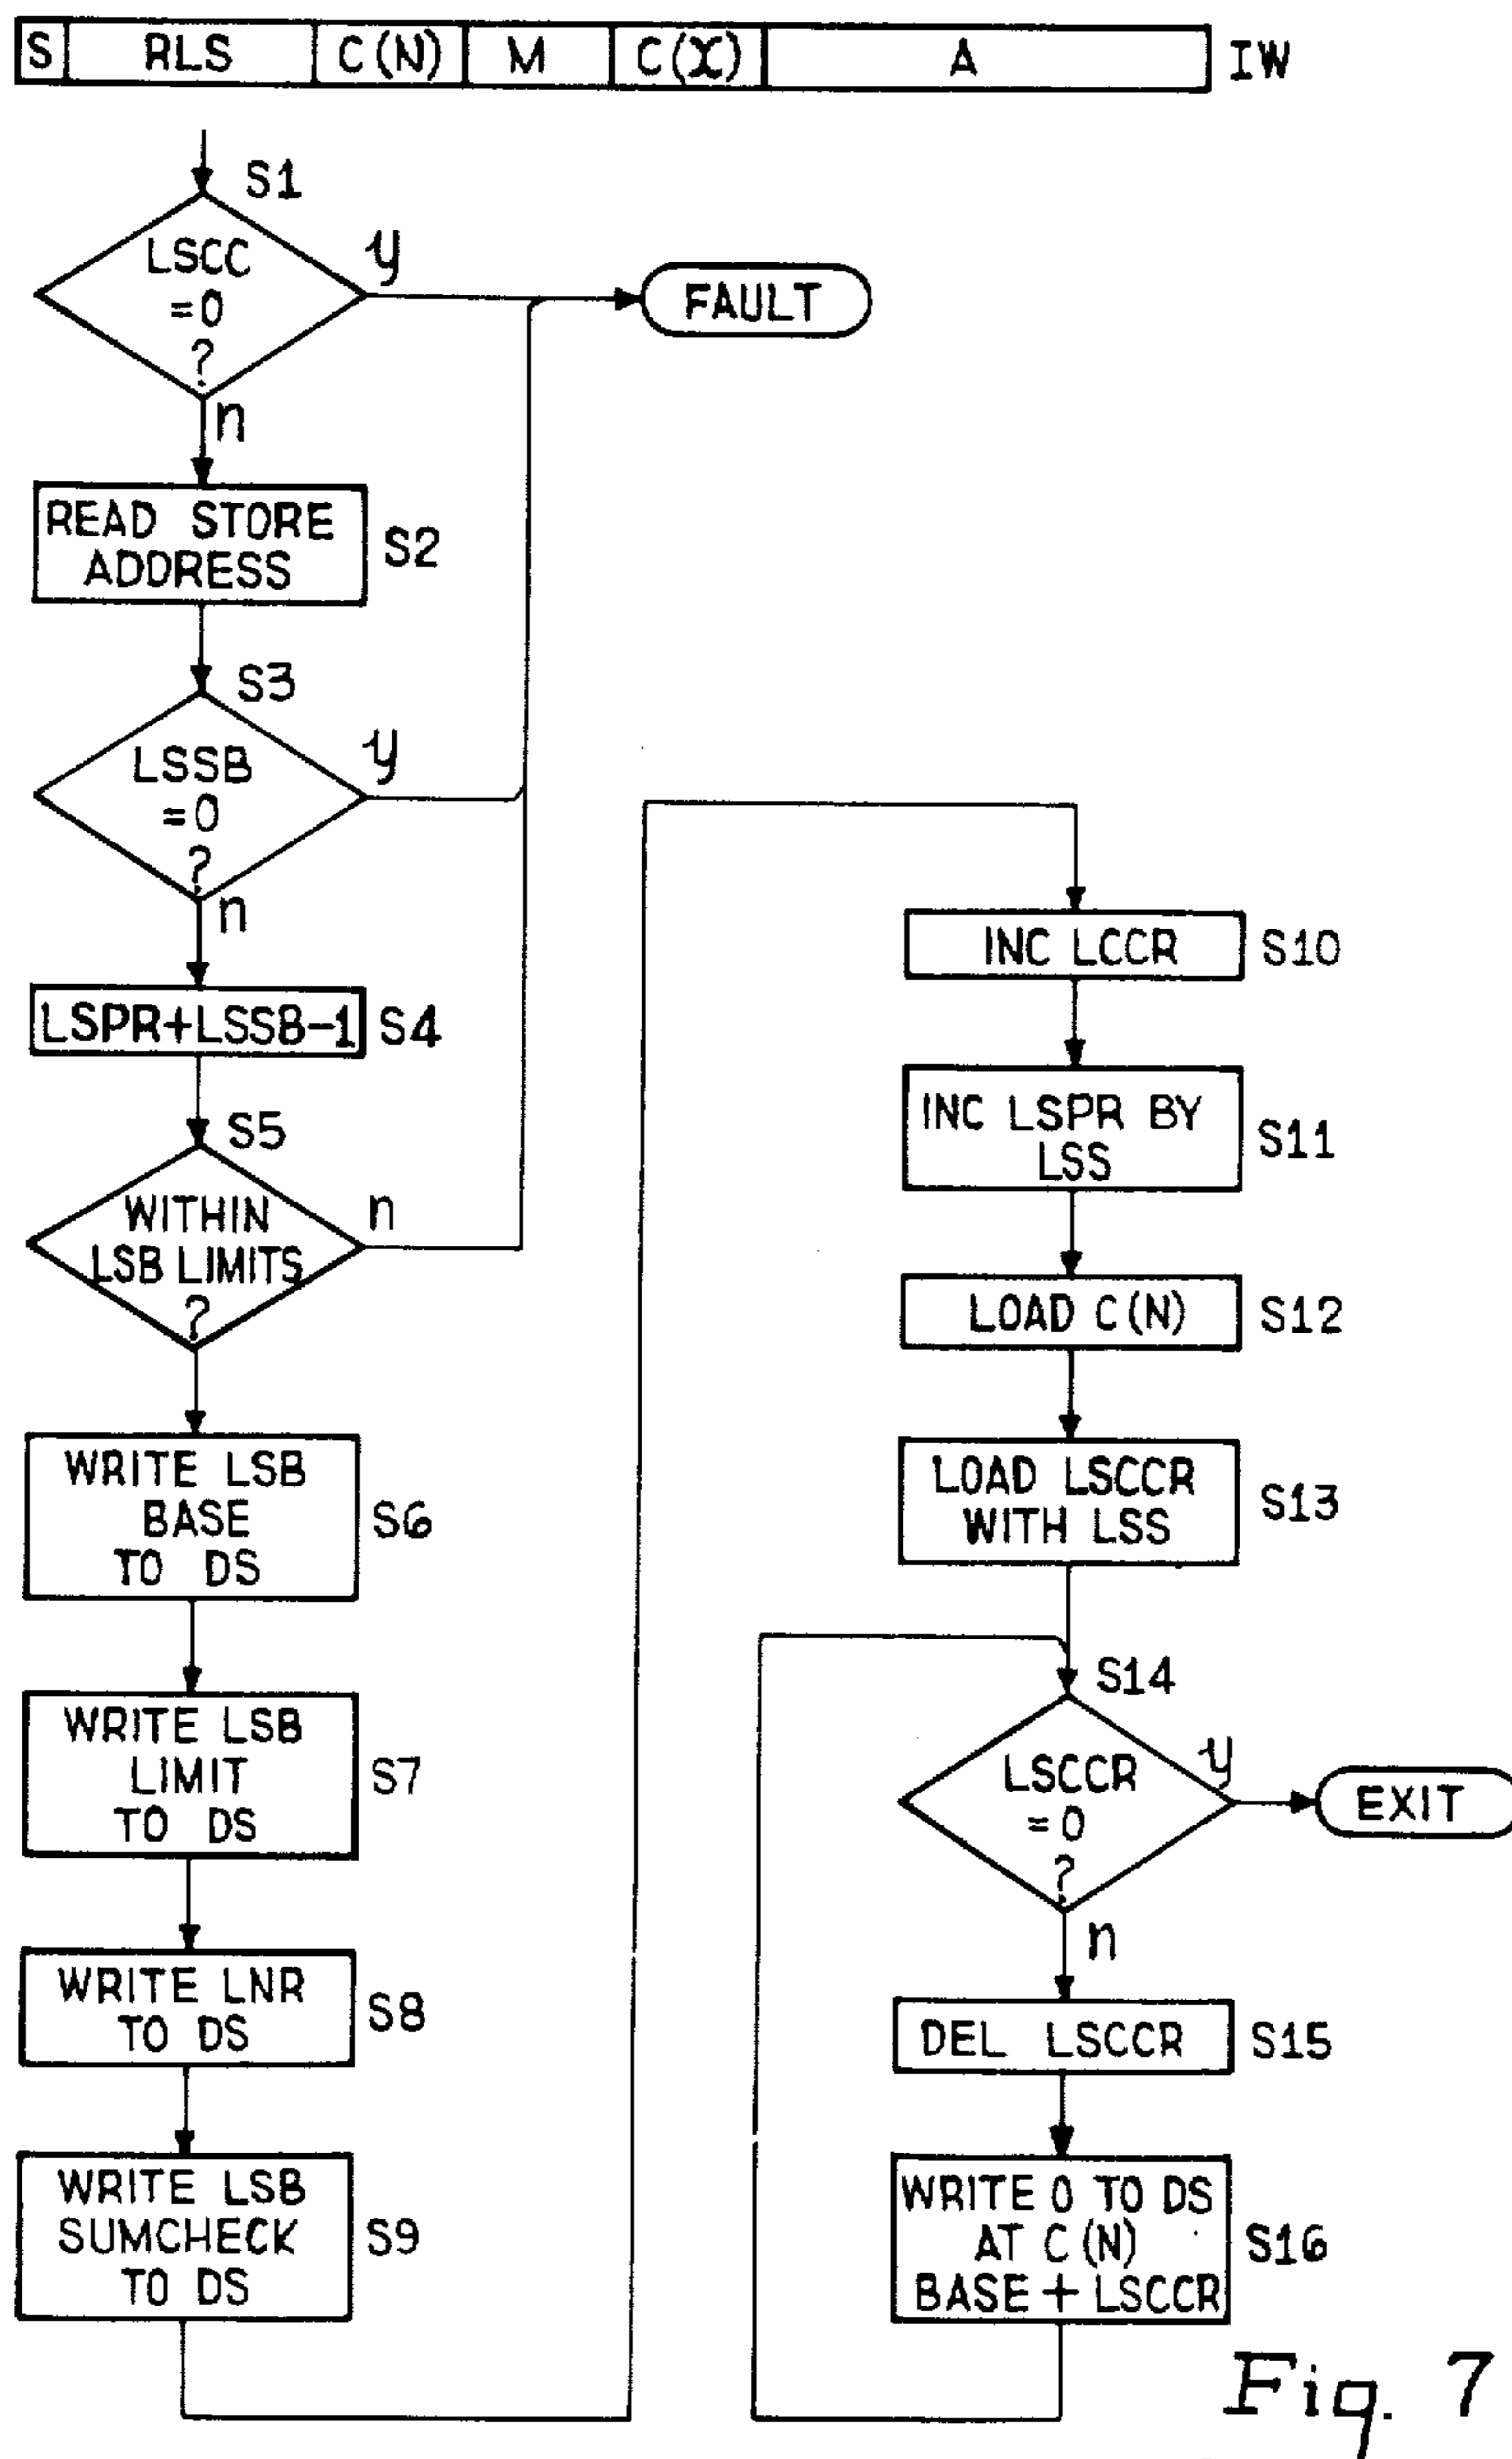 S RLS C(N) M C(X) A IW
S1
LSCC
=0
?
y
n
FAULT
READ STORE
ADDRESS
S2
S3
LSSB
=0
?
y
n
LSPR+LSSB-1 S4
S5
WITHIN
LSB LIMITS
?
n
WRITE LSB
BASE
TO DS
S6
WRITE LSB
LIMIT
TO DS
S7
WRITE LNR
TO DS
S8
WRITE LSB
SUMCHECK
TO DS
S9
INC LCCR S10
INC LSPR BY
LSS
S11
LOAD C(N) S12
LOAD LSCCR
WITH LSS
S13
S14
LSCCR
=0
?
y
n
EXIT
DEL LSCCR S15
WRITE 0 TO DS
AT C(N)
BASE + LSCCR
S16
Fig. 7